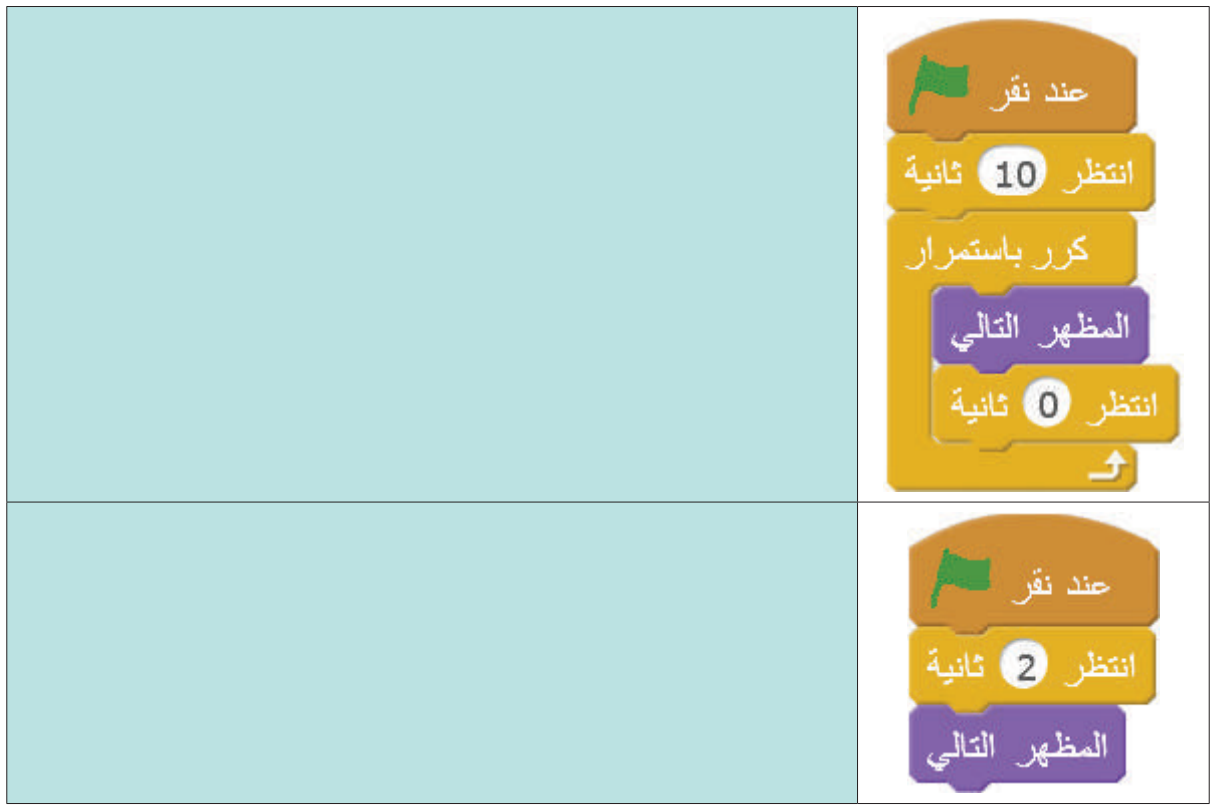 عند نقر
انتظر 10 ثانية
كرر باستمرار
المظهر التالي
انتظر 0 ثانية
عند نقر
انتظر 2 ثانية
المظهر التالي